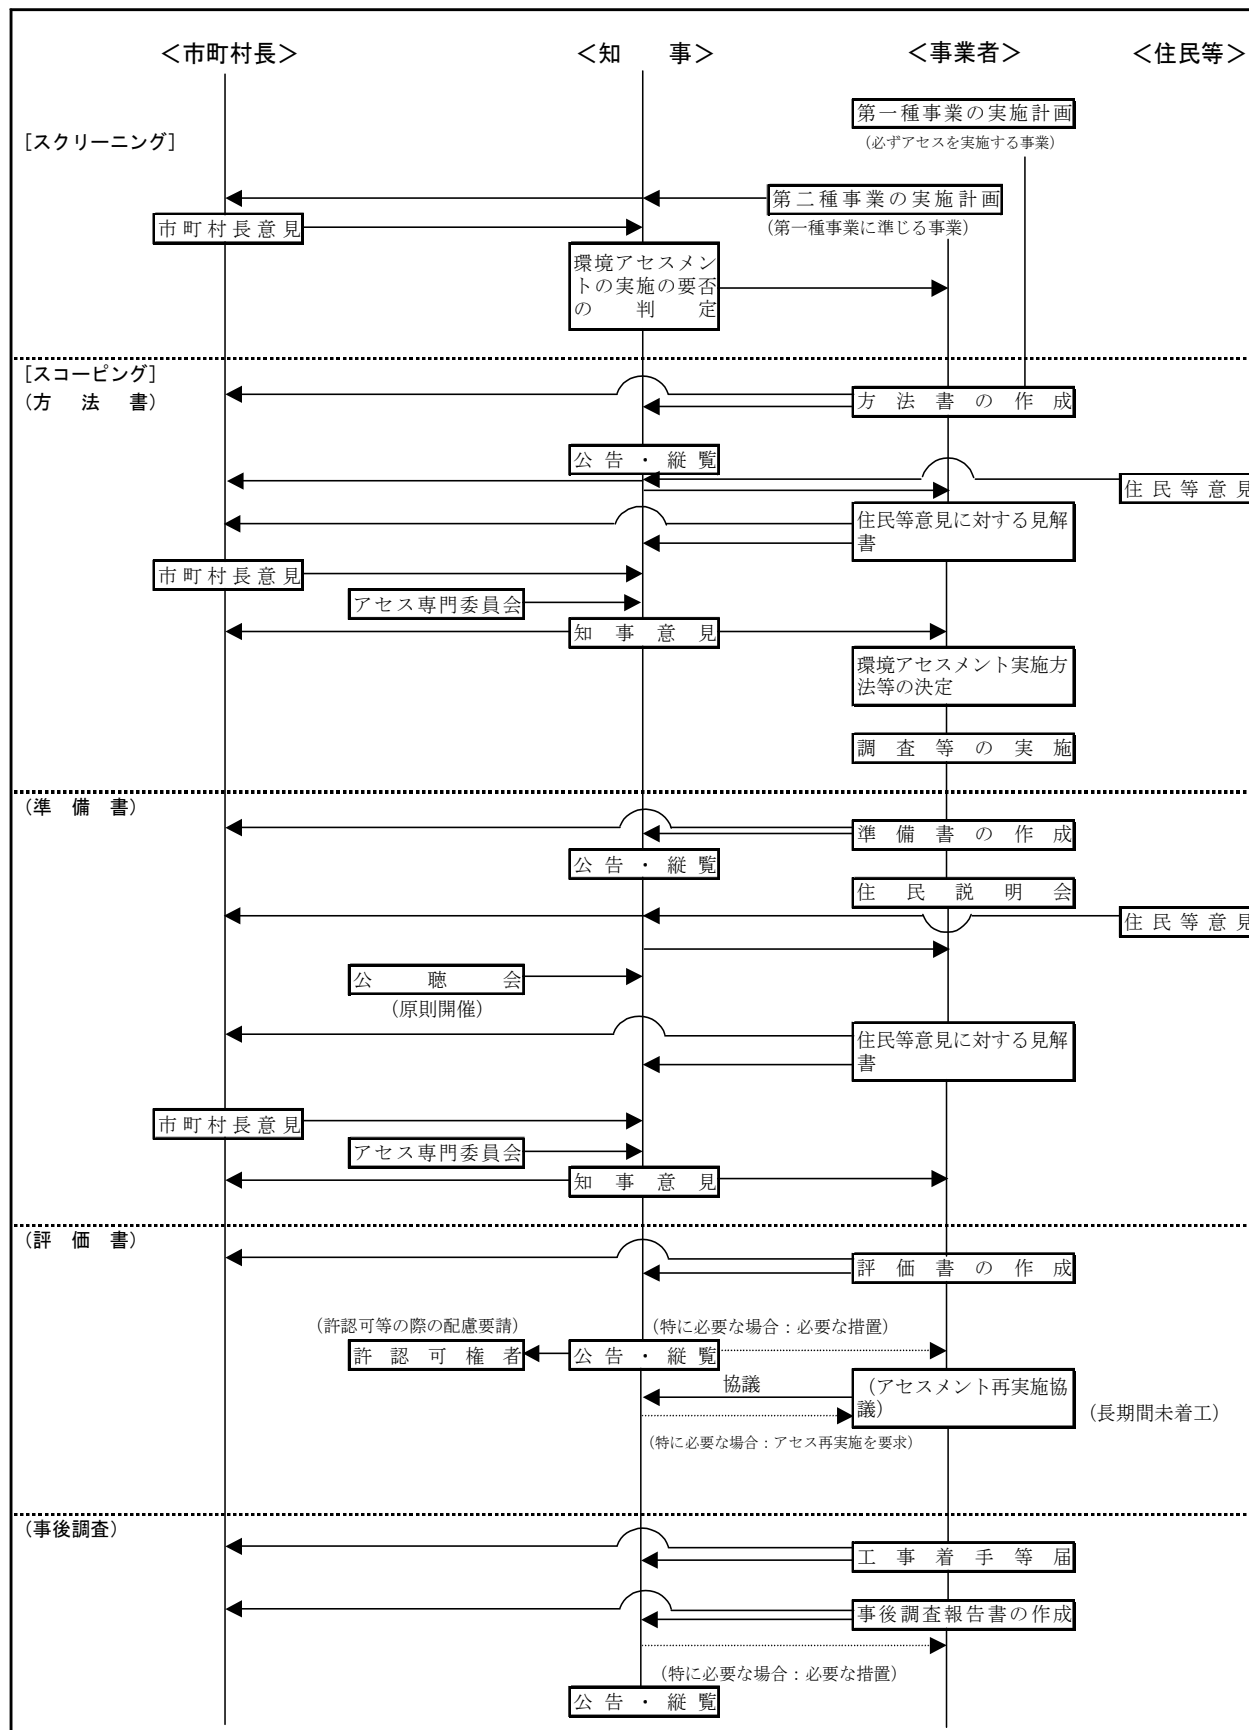 ＜市町村長＞ ＜知　事＞ ＜事業者＞ ＜住民等＞
第一種事業の実施計画
［スクリーニング］
（必ずアセスを実施する事業）
第二種事業の実施計画
市町村長意見
（第一種事業に準じる事業）
環境アセスメン
トの実施の要否
の判定
［スコーピング］
（方法書）
方法書の作成
公告・縦覧
住民等意見
住民等意見に対する見解
書
市町村長意見
アセス専門委員会
知事意見
環境アセスメント実施方
法等の決定
調査等の実施
（準備書）
準備書の作成
公告・縦覧
住民説明会
住民等意見
公聴会
（原則開催）
住民等意見に対する見解
書
市町村長意見
アセス専門委員会
知事意見
（評価書）
評価書の作成
（許認可等の際の配慮要請） （特に必要な場合：必要な措置）
許認可権者 公告・縦覧
協議
（アセスメント再実施協
議）
（長期間未着工）
（特に必要な場合：アセス再実施を要求）
（事後調査）
工事着手等届
事後調査報告書の作成
（特に必要な場合：必要な措置）
公告・縦覧